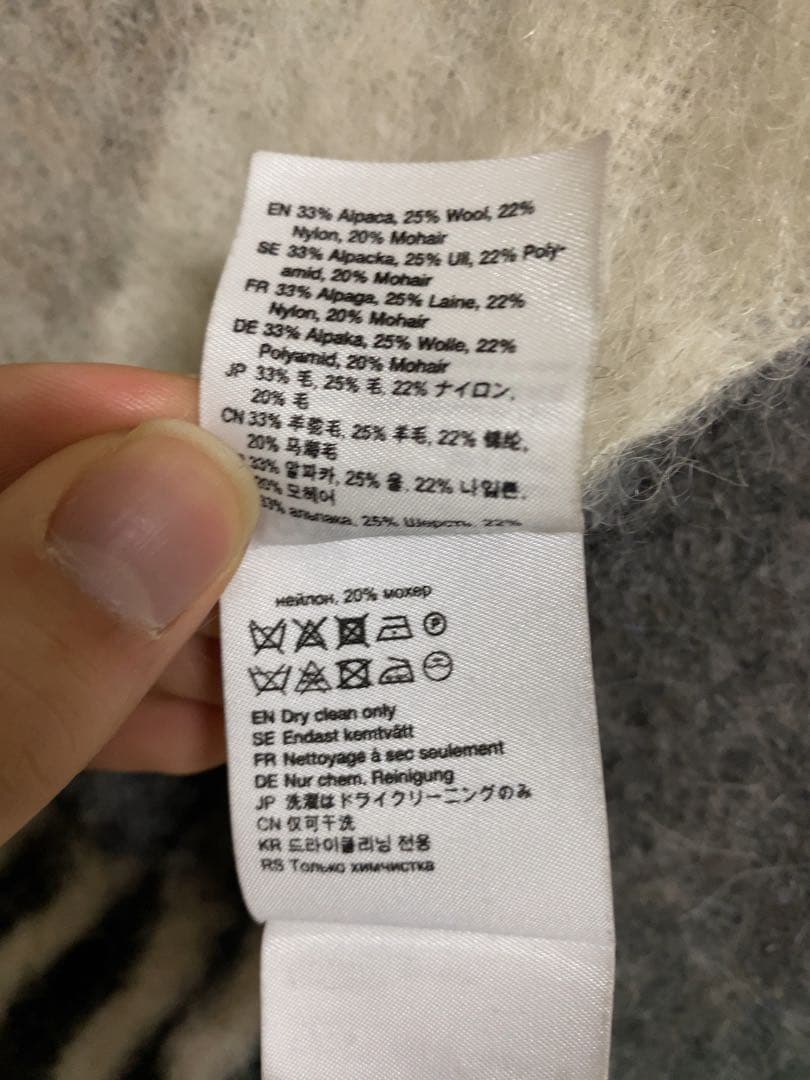 EN 33% Alpaca, 25% Wool, 22%
Nylon, 20% Mohair
SE 33% Alpacka, 25% Ull, 22% Poly-
amid, 20% Mohair
FR 33% Alpaga, 25% Laine, 22%
Nylon, 20% Mohair
DE 33% Alpaka, 25% Wolle, 22%
Polyamid, 20% Mohair
JP 33% 毛, 25% 毛, 22% ナイロン,
20% 毛
CN 33% 羊驼毛, 25% 羊毛, 22% 锦纶,
20% 马海毛
33% 알파카, 25% 울, 22% 나일론,
20% 모헤어
33% альпака, 25% Шерсть, 22%
нейлон, 20% мохер
P
EN Dry clean only
SE Endast kemtvätt
FR Nettoyage à sec seulement
DE Nur chem. Reinigung
JP 洗濯はドライクリーニングのみ
CN 仅可干洗
KR 드라이클리닝 전용
RS Только химчистка